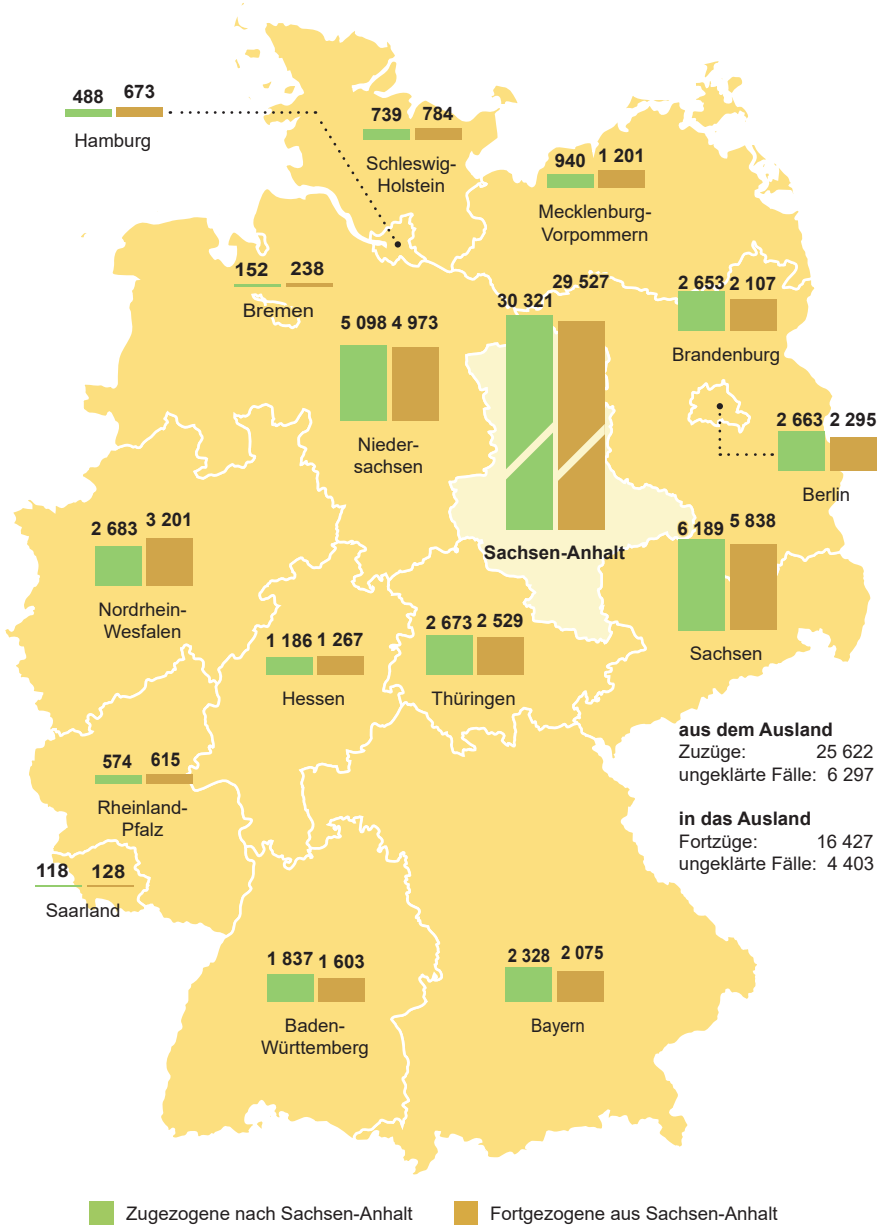 488 673
Hamburg
739 784
Schleswig-
Holstein
940 1 201
Mecklenburg-
Vorpommern
152 238
Bremen
5 098 4 973
Nieder-
sachsen
30 321 29 527
Sachsen-Anhalt
2 653 2 107
Brandenburg
2 663 2 295
Berlin
2 683 3 201
Nordrhein-
Wesfalen
1 186 1 267
Hessen
2 673 2 529
Thüringen
6 189 5 838
Sachsen
574 615
Rheinland-
Pfalz
118 128
Saarland
aus dem Ausland
Zuzüge: 25 622
ungeklärte Fälle: 6 297
in das Ausland
Fortzüge: 16 427
ungeklärte Fälle: 4 403
1 837 1 603
Baden-
Württemberg
2 328 2 075
Bayern
Zugezogene nach Sachsen-Anhalt Fortgezogene aus Sachsen-Anhalt